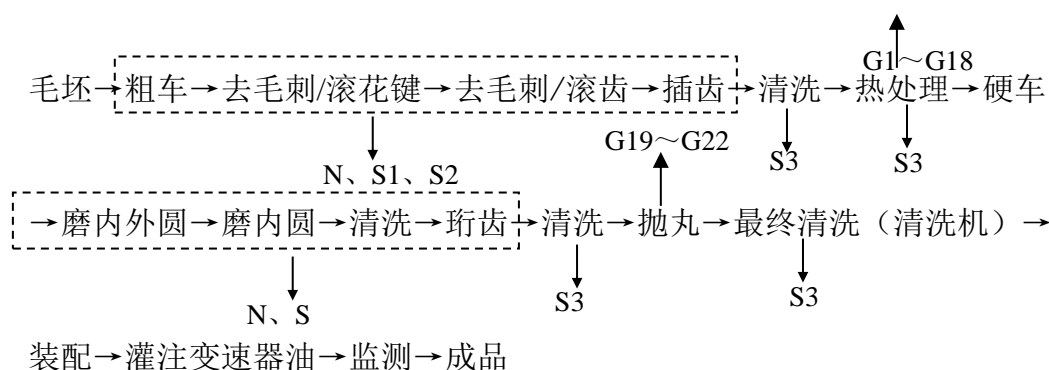 G1～G18
毛坯→粗车→去毛刺/滚花键→去毛刺/滚齿→插齿→清洗→热处理→硬车
N、S1、S2
G19～G22
S3
S3
→磨内外圆→磨内圆→清洗→珩齿→清洗→抛丸→最终清洗（清洗机）→
N、S
S3
S3
装配→灌注变速器油→监测→成品